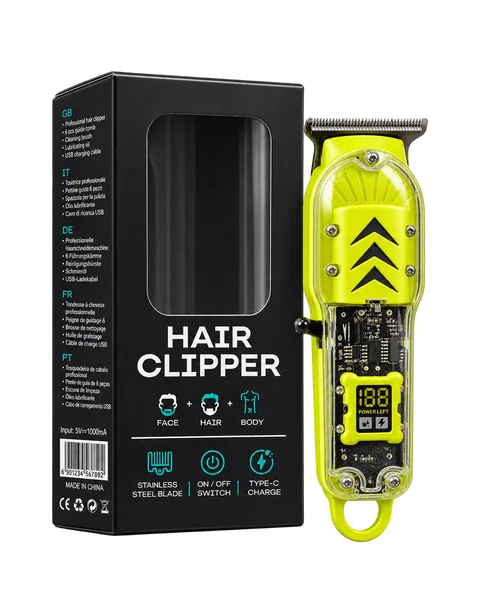 GB
• Professional hair clipper
• 6 pcs guide comb
• Cleaning brush
• Lubricating oil
• USB charging cable
IT
• Tosatrice professionale
• Pettine guida 6 pezzi
• Spazzola per la pulizia
• Olio lubrificante
• Cavo di ricarica USB
DE
• Professionelle
Haarschneidemaschine
• 6 Führungskämme
• Reinigungsbürste
• Schmieröl
• USB-Ladekabel
FR
• Tondeuse à cheveux
professionnelle
• Peigne de guidage 6
• Brosse de nettoyage
• Huile de graissage
• Câble de charge USB
PT
• Tosquiadeira de cabelo
profissional
• Pente de guia de 6 peças
• Escova de limpeza
• Óleo lubrificante
• Cabo de carregamento USB
Input: 5V⎓1000mA
6 901234 567892
MADE IN CHINA
CE
HAIR
CLIPPER
FACE + HAIR + BODY
STAINLESS
STEEL BLADE
ON / OFF
SWITCH
TYPE-C
CHARGE
188
POWER LEFT